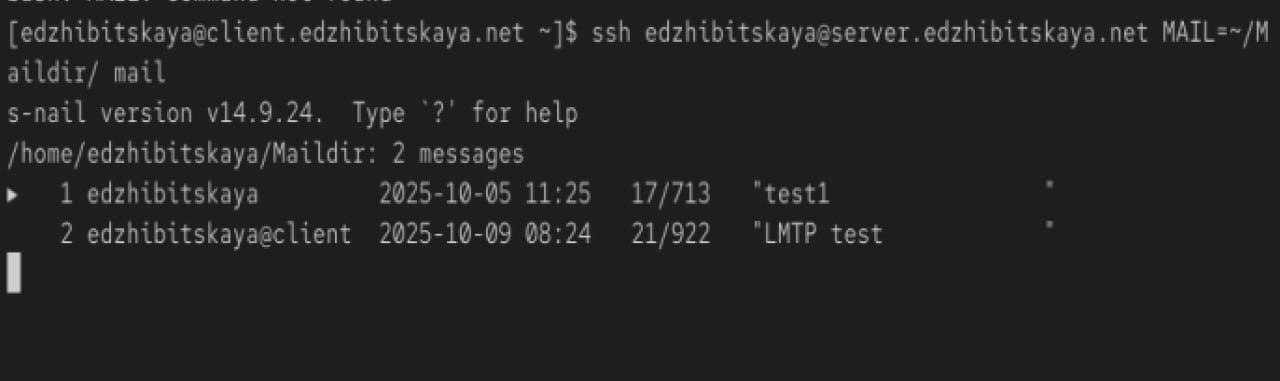 [edzhibitskaya@client.edzhibitskaya.net ~]$ ssh edzhibitskaya@server.edzhibitskaya.net MAIL=~/M
aildir/ mail
s-nail version v14.9.24.  Type `?' for help
/home/edzhibitskaya/Maildir: 2 messages
▸   1 edzhibitskaya         2025-10-05 11:25   17/713   "test1                "
    2 edzhibitskaya@client  2025-10-09 08:24   21/922   "LMTP test            "